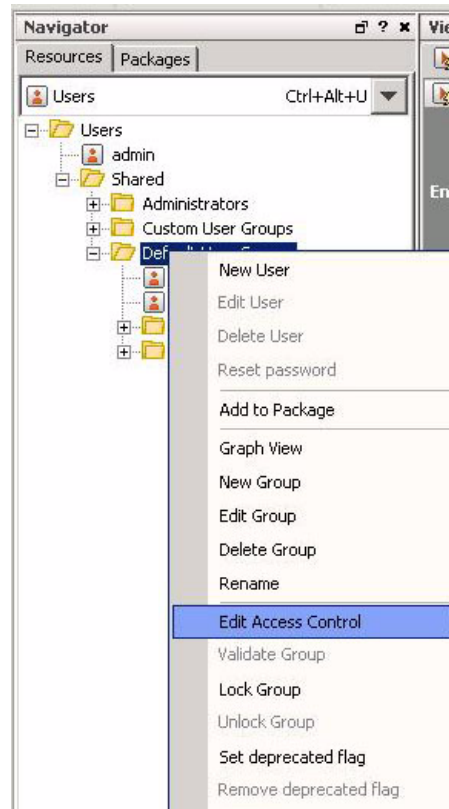 Navigator ? Vie
Resources Packages
Users Ctrl+Alt+U
Users
admin
Shared
En
Administrators
Custom User Groups
New User
Edit User
Delete User
Reset password
Add to Package
Graph View
New Group
Edit Group
Delete Group
Rename
Edit Access Control
Validate Group
Lock Group
Unlock Group
Set deprecated flag
Remove deprecated flag